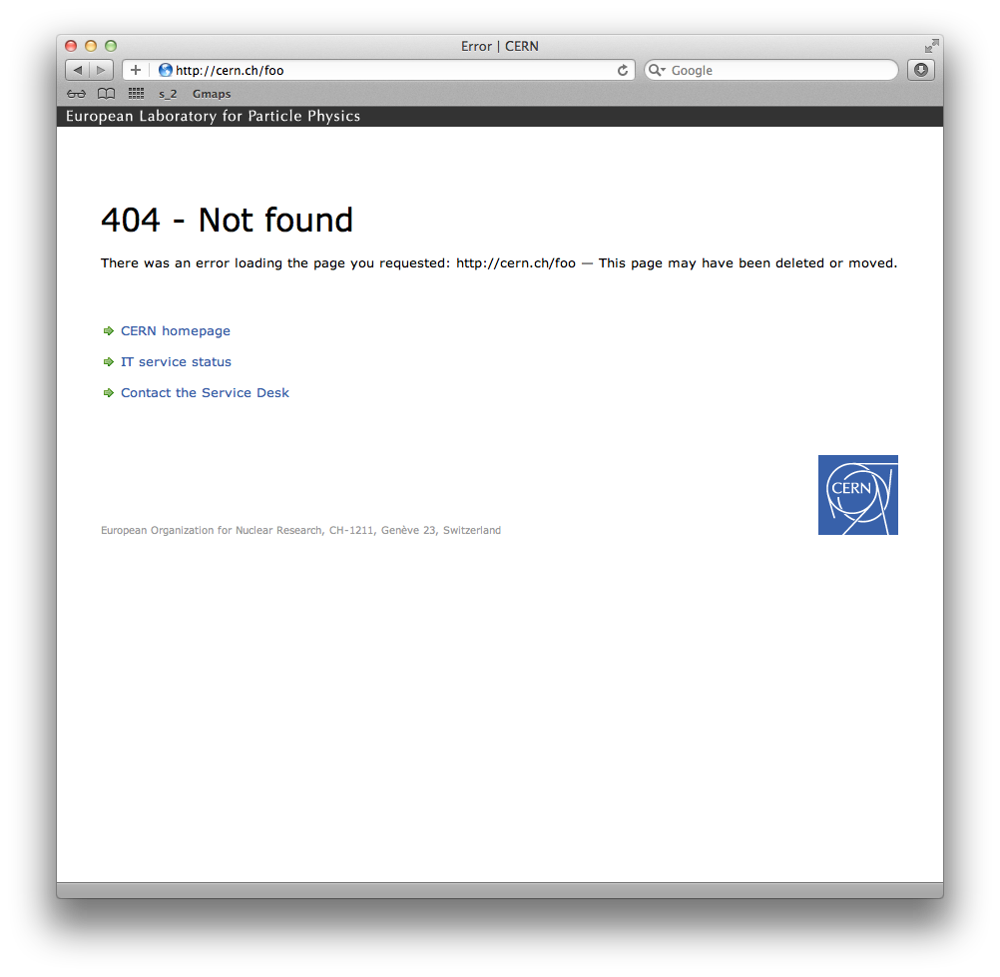 Error | CERN
http://cern.ch/foo
Google
s_2 Gmaps
European Laboratory for Particle Physics
404 - Not found
There was an error loading the page you requested: http://cern.ch/foo — This page may have been deleted or moved.
CERN homepage
IT service status
Contact the Service Desk
CERN
European Organization for Nuclear Research, CH-1211, Genève 23, Switzerland